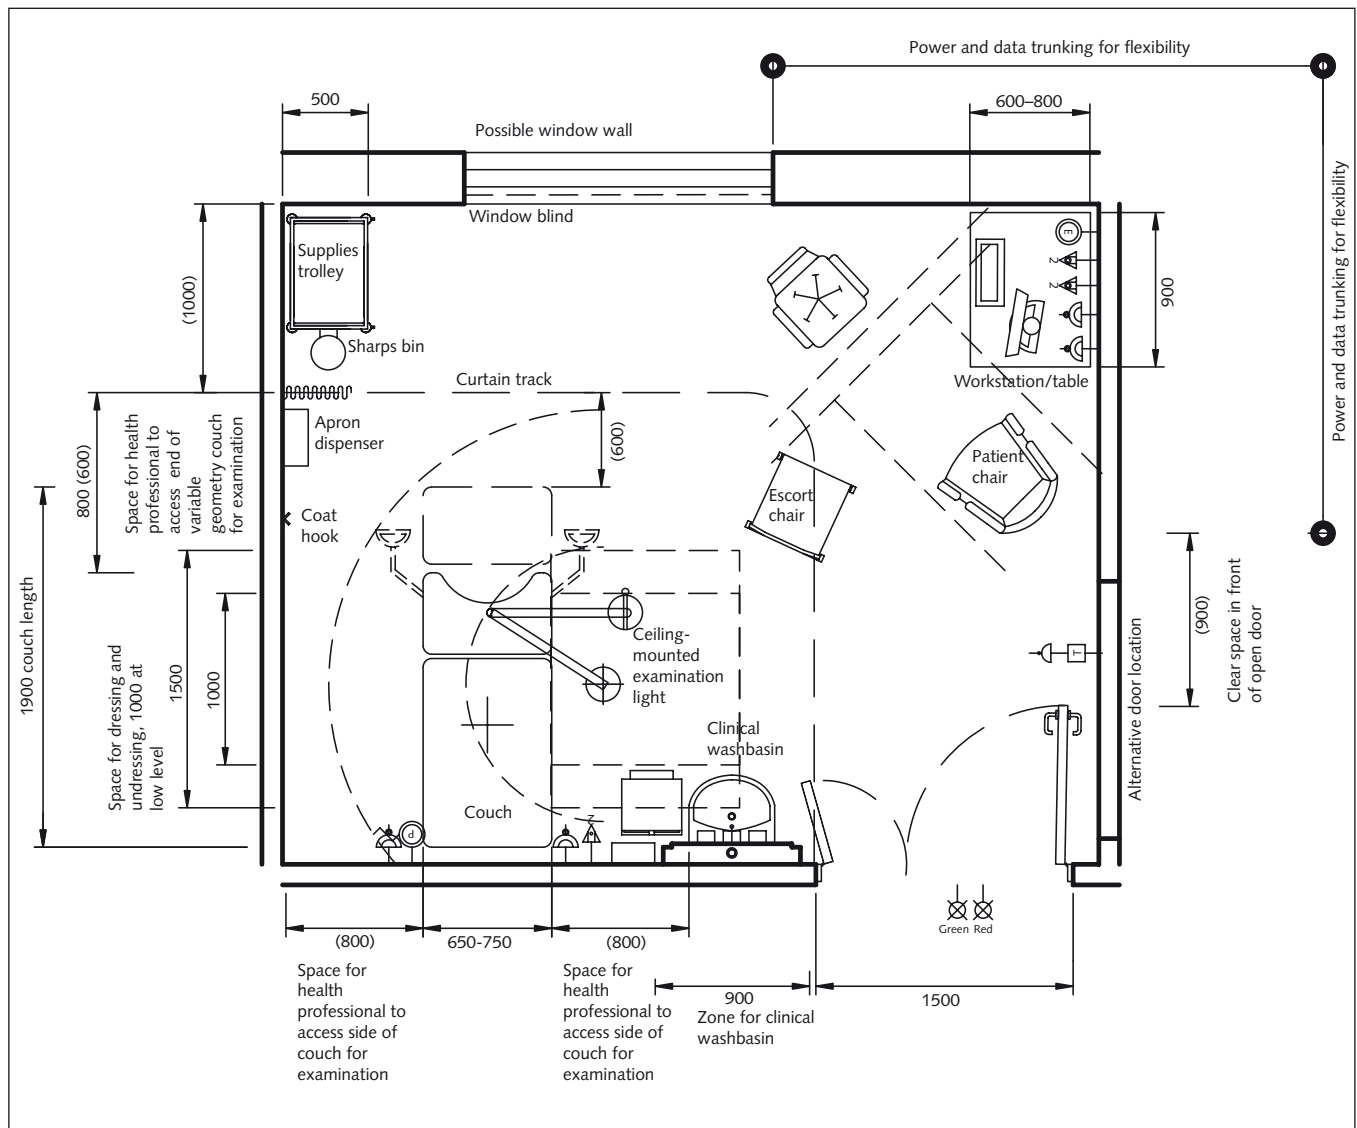 Power and data trunking for flexibility
500
600–800
Possible window wall
Power and data trunking for flexibility
Window blind
Supplies
trolley
E
2
2
(1000)
900
Sharps bin
Curtain track
Workstation/table
Apron
dispenser
(600)
800 (600)
Space for health
professional to
access end of
variable
geometry couch
for examination
Patient
chair
Escort
chair
Coat
hook
1900 couch length
Space for dressing and
undressing, 1000 at
low level
1500
1000
Ceiling-
mounted
examination
light
T
Alternative door location
(900)
Clear space in front
of open door
Clinical
washbasin
Couch
P
2
Green Red
(800)
650-750
(800)
Space for
health
professional to
access side of
couch for
examination
Space for
health
professional to
access side of
couch for
examination
900
Zone for clinical
washbasin
1500